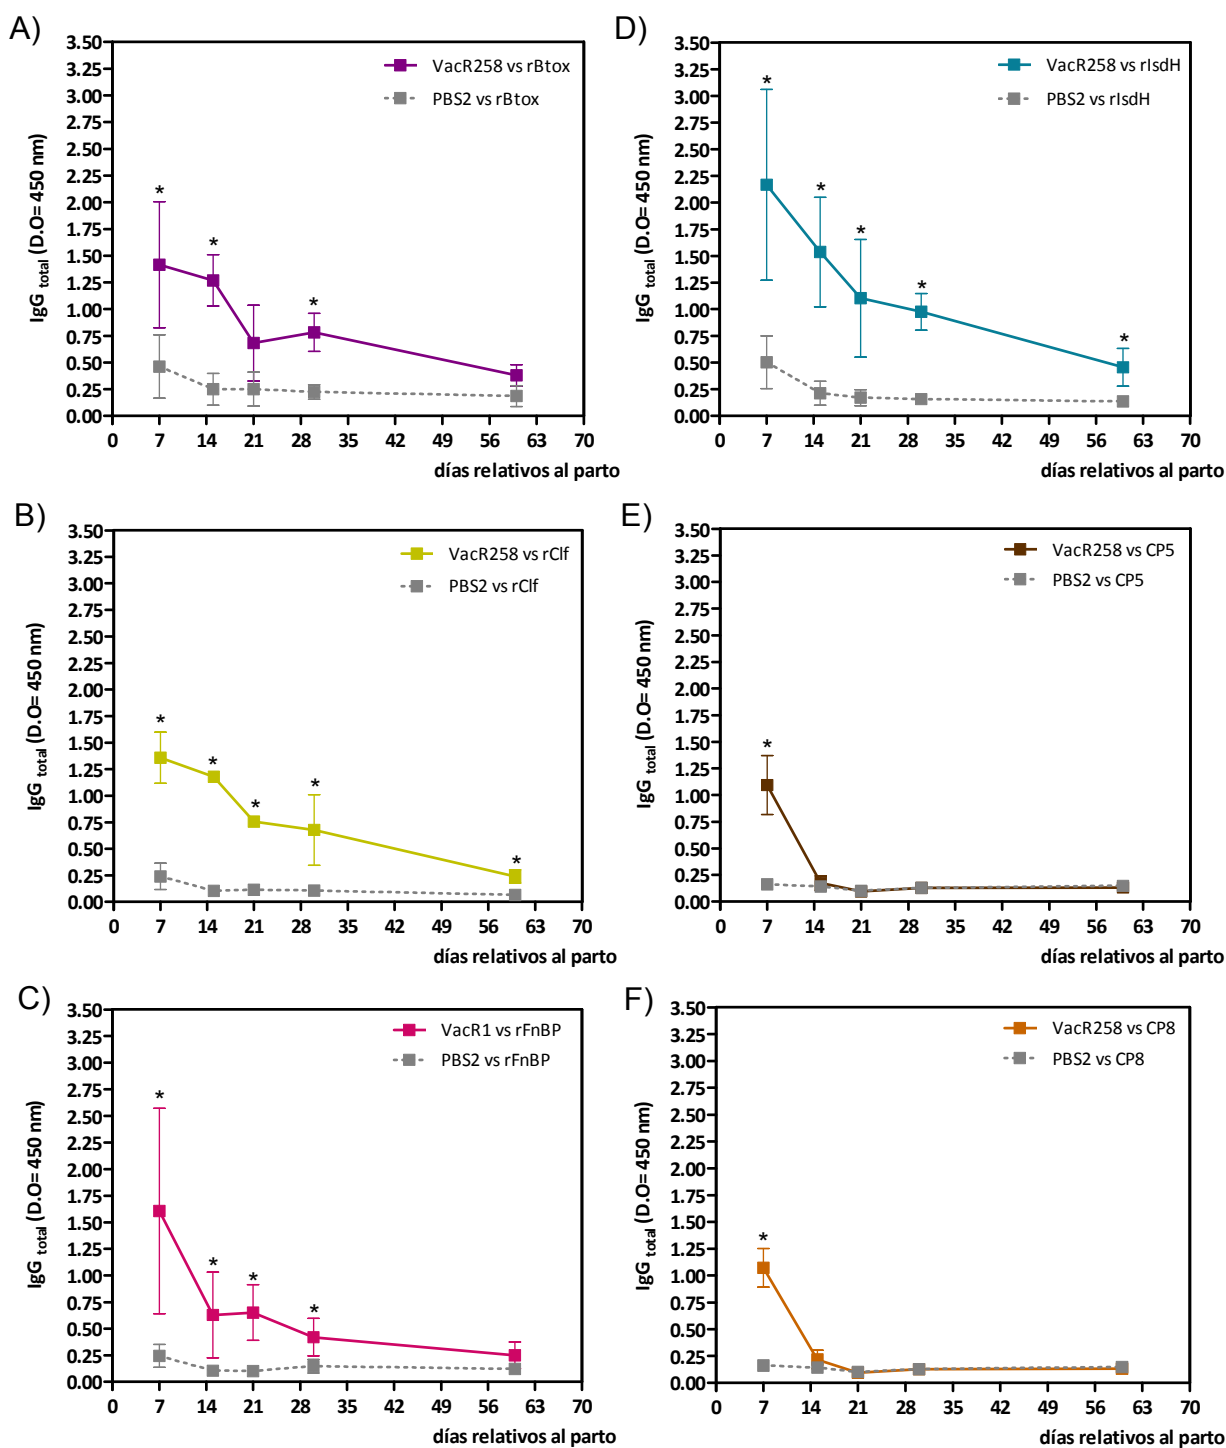 A)
3.50
3.25
3.00
2.75
2.50
2.25
2.00
1.75
1.50
1.25
1.00
0.75
0.50
0.25
0.00
IgG total (D.O= 450 nm)
VacR258 vs rBtox
PBS2 vs rBtox
* * *
0 7 14 21 28 35 42 49 56 63 70
días relativos al parto
B)
3.50
3.25
3.00
2.75
2.50
2.25
2.00
1.75
1.50
1.25
1.00
0.75
0.50
0.25
0.00
IgG total (D.O= 450 nm)
VacR258 vs rClf
PBS2 vs rClf
* * * * *
0 7 14 21 28 35 42 49 56 63 70
días relativos al parto
C)
3.50
3.25
3.00
2.75
2.50
2.25
2.00
1.75
1.50
1.25
1.00
0.75
0.50
0.25
0.00
IgG total (D.O= 450 nm)
VacR1 vs rFnBP
PBS2 vs rFnBP
* * * *
0 7 14 21 28 35 42 49 56 63 70
días relativos al parto
D)
3.50
3.25
3.00
2.75
2.50
2.25
2.00
1.75
1.50
1.25
1.00
0.75
0.50
0.25
0.00
IgG total (D.O= 450 nm)
VacR258 vs rIsdH
PBS2 vs rIsdH
* * * * *
0 7 14 21 28 35 42 49 56 63 70
días relativos al parto
E)
3.50
3.25
3.00
2.75
2.50
2.25
2.00
1.75
1.50
1.25
1.00
0.75
0.50
0.25
0.00
IgG total (D.O= 450 nm)
VacR258 vs CP5
PBS2 vs CP5
*
0 7 14 21 28 35 42 49 56 63 70
días relativos al parto
F)
3.50
3.25
3.00
2.75
2.50
2.25
2.00
1.75
1.50
1.25
1.00
0.75
0.50
0.25
0.00
IgG total (D.O= 450 nm)
VacR258 vs CP8
PBS2 vs CP8
*
0 7 14 21 28 35 42 49 56 63 70
días relativos al parto